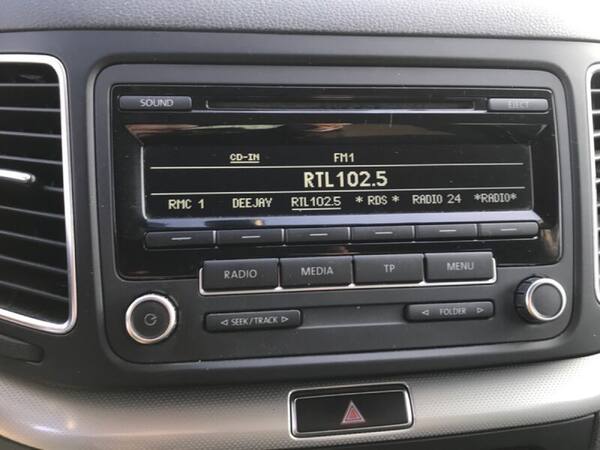 SOUND EJECT
CD-IN FM1
RTL102.5
RMC 1 DEEJAY RTL102.5 * RDS * RADIO 24 *RADIO*
RADIO MEDIA TP MENU
◁ SEEK/TRACK ▷ ◁ FOLDER ▷